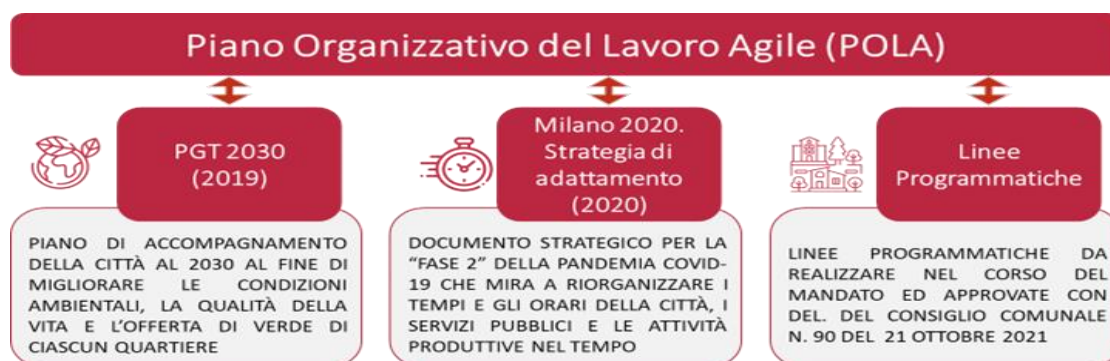 Piano Organizzativo del Lavoro Agile (POLA)
PGT 2030
(2019)
PIANO DI ACCOMPAGNAMENTO
DELLA CITTÀ AL 2030 AL FINE DI
MIGLIORARE LE CONDIZIONI
AMBIENTALI, LA QUALITÀ DELLA
VITA E L'OFFERTA DI VERDE DI
CIASCUN QUARTIERE
Milano 2020.
Strategia di
adattamento
(2020)
DOCUMENTO STRATEGICO PER LA
"FASE 2" DELLA PANDEMIA COVID-
19 CHE MIRA A RIORGANIZZARE I
TEMPI E GLI ORARI DELLA CITTÀ, I
SERVIZI PUBBLICI E LE ATTIVITÀ
PRODUTTIVE NEL TEMPO
Linee
Programmatiche
LINEE PROGRAMMATICHE DA
REALIZZARE NEL CORSO DEL
MANDATO ED APPROVATE CON
DEL. DEL CONSIGLIO COMUNALE
N. 90 DEL 21 OTTOBRE 2021